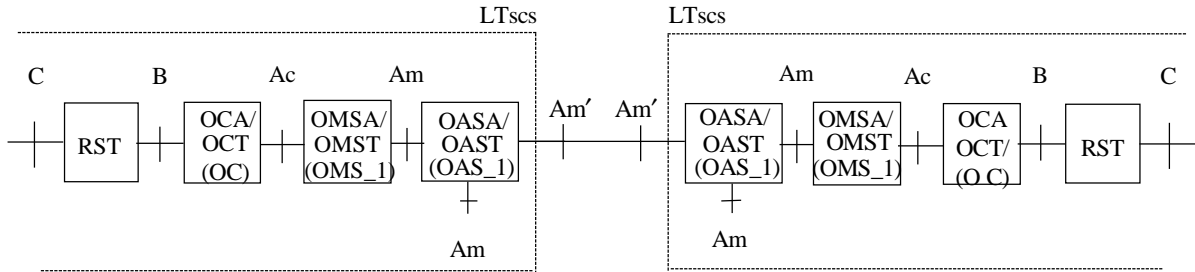 LTscs
LTscs
C
B
Ac
Am
Am′
Am′
Am
Ac
B
C
RST
OCA/
OCT
(OC)
OMSA/
OMST
(OMS_1)
OASA/
OAST
(OAS_1)
OASA/
OAST
(OAS_1)
OMSA/
OMST
(OMS_1)
OCA
OCT/
(O C)
RST
Am
Am